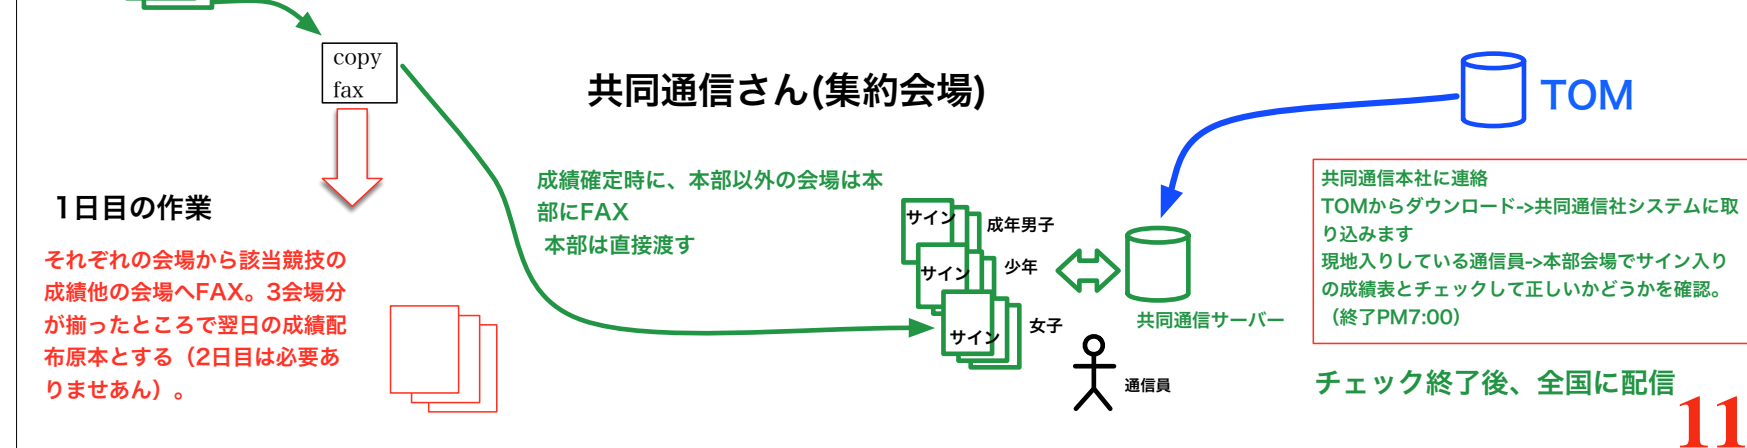 copy
fax
共同通信さん(集約会場)
TOM
1日目の作業
それぞれの会場から該当競技の
成績他の会場へFAX。3会場分
が揃ったところで翌日の成績配
布原本とする（2日目は必要あ
りませあん）。
成績確定時に、本部以外の会場は本
部にFAX
本部は直接渡す
サイン
成年男子
サイン
少年
サイン
女子
共同通信サーバー
通信員
共同通信本社に連絡
TOMからダウンロード->共同通信社システムに取
り込みます
現地入りしている通信員->本部会場でサイン入り
の成績表とチェックして正しいかどうかを確認。
（終了PM7:00）
チェック終了後、全国に配信
11